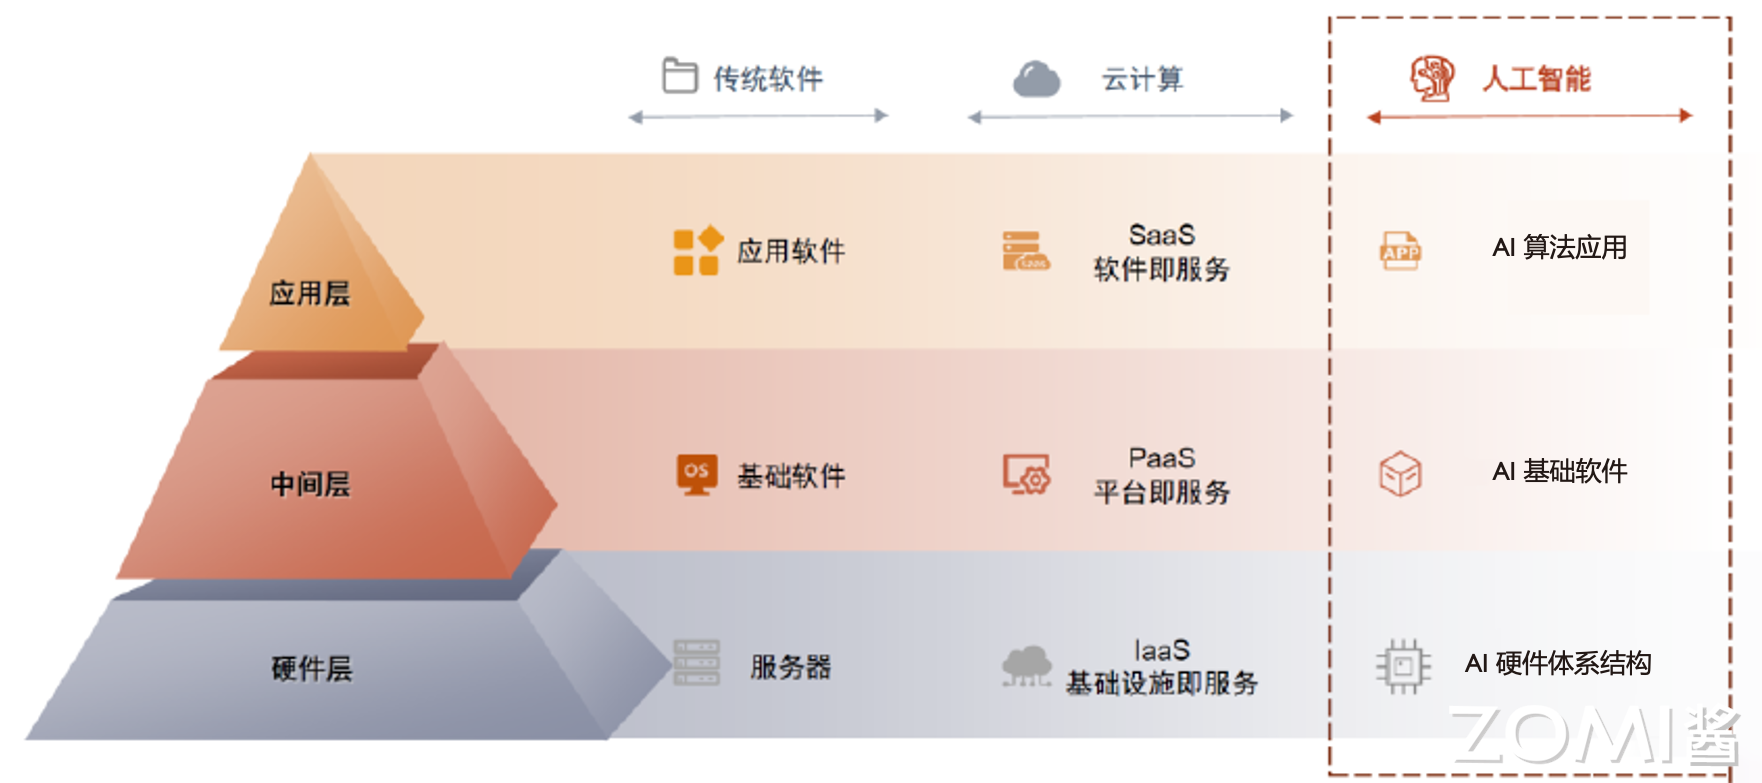 传统软件
云计算
人工智能
应用层
应用软件
SaaS
软件即服务
SaaS
APP
AI 算法应用
中间层
OS
基础软件
PaaS
平台即服务
AI 基础软件
硬件层
服务器
IaaS
基础设施即服务
AI 硬件体系结构
ZOMI酱